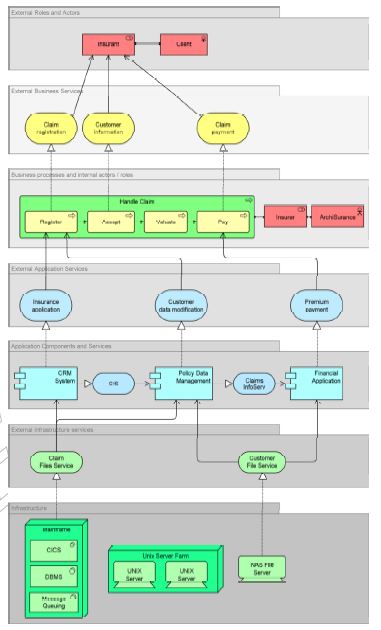 External Roles and Actors
Insurant
Client
External Business Services
Claim
registration
Customer
information
Claim
payment
Business processes and internal actors / roles
Handle Claim
Register
Accept
Valuate
Pay
Insurer
ArchiSurance
External Application Services
Insurance
application
Customer
data modification
Premium
payment
Application Components and Services
CRM
System
CIS
Policy Data
Management
Claims
InfoServ
Financial
Application
External infrastructure services
Claim
Files Service
Customer
File Service
Infrastructure
Mainframe
CICS
DBMS
Message
Queuing
Unix Server Farm
UNIX
Server
UNIX
Server
NAS File
Server